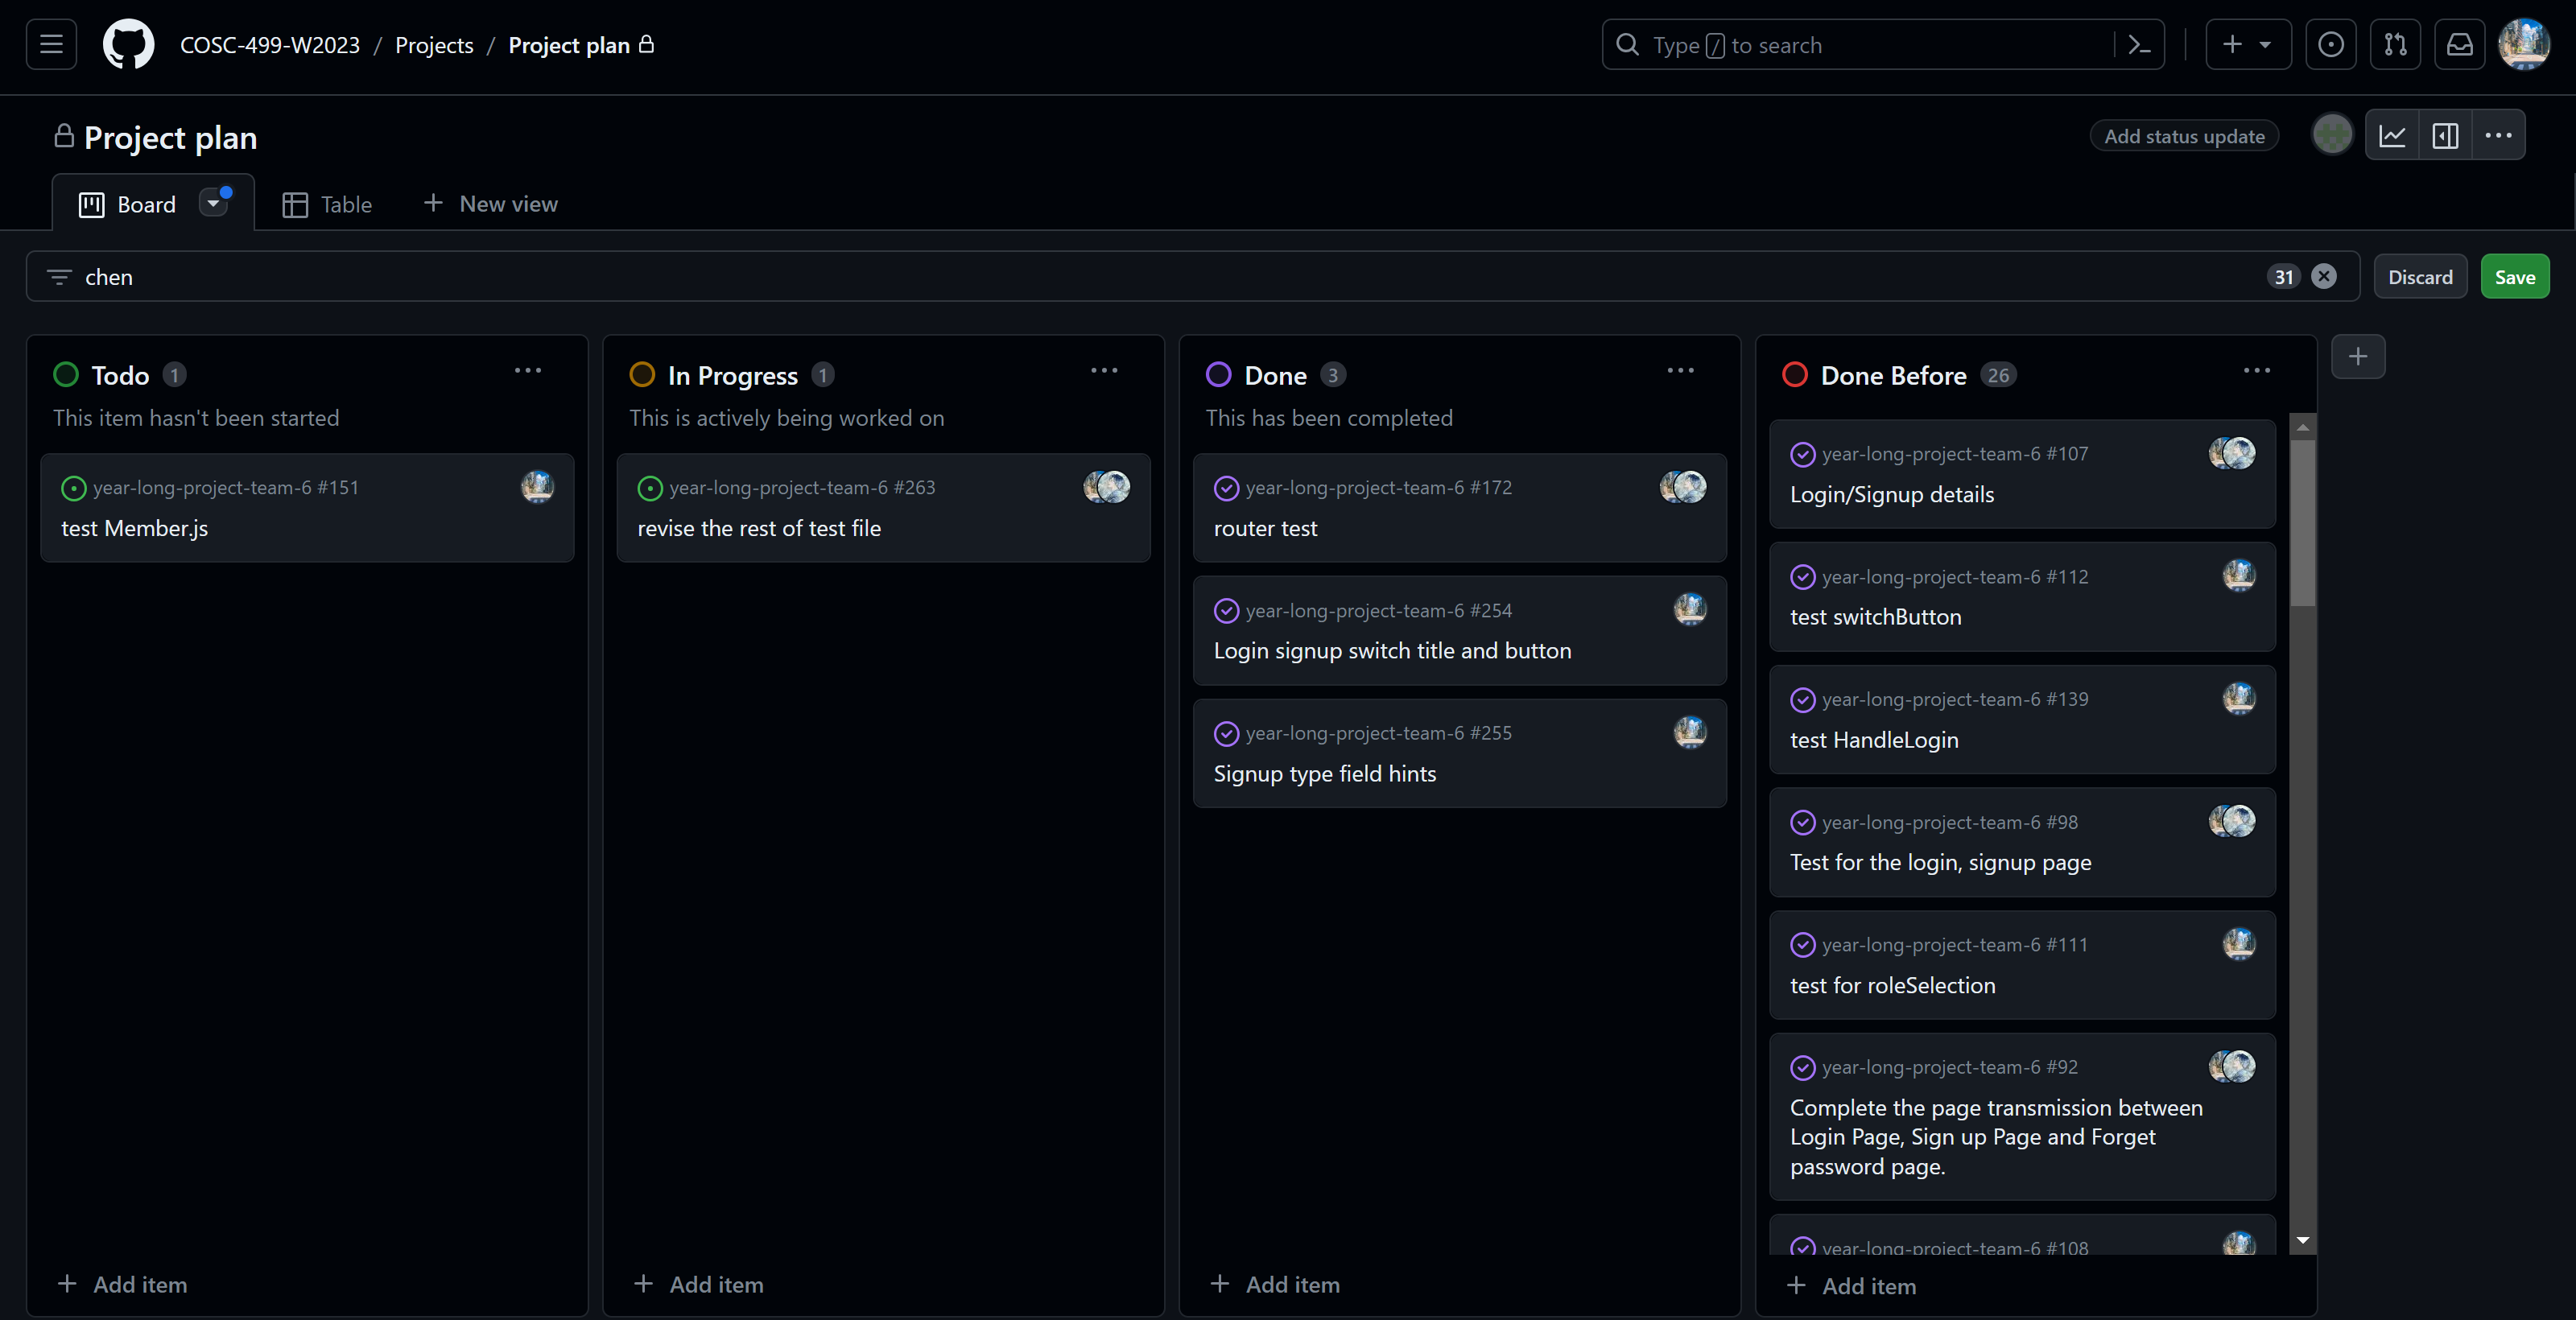 COSC-499-W2023 / Projects / Project plan
Type / to search
Project plan
Add status update
Board
Table
New view
chen
31
Discard
Save
Todo 1
This item hasn't been started
year-long-project-team-6 #151
test Member.js
Add item
In Progress 1
This is actively being worked on
year-long-project-team-6 #263
revise the rest of test file
Add item
Done 3
This has been completed
year-long-project-team-6 #172
router test
year-long-project-team-6 #254
Login signup switch title and button
year-long-project-team-6 #255
Signup type field hints
Add item
Done Before 26
year-long-project-team-6 #107
Login/Signup details
year-long-project-team-6 #112
test switchButton
year-long-project-team-6 #139
test HandleLogin
year-long-project-team-6 #98
Test for the login, signup page
year-long-project-team-6 #111
test for roleSelection
year-long-project-team-6 #92
Complete the page transmission between
Login Page, Sign up Page and Forget
password page.
year-long-project-team-6 #108
Add item